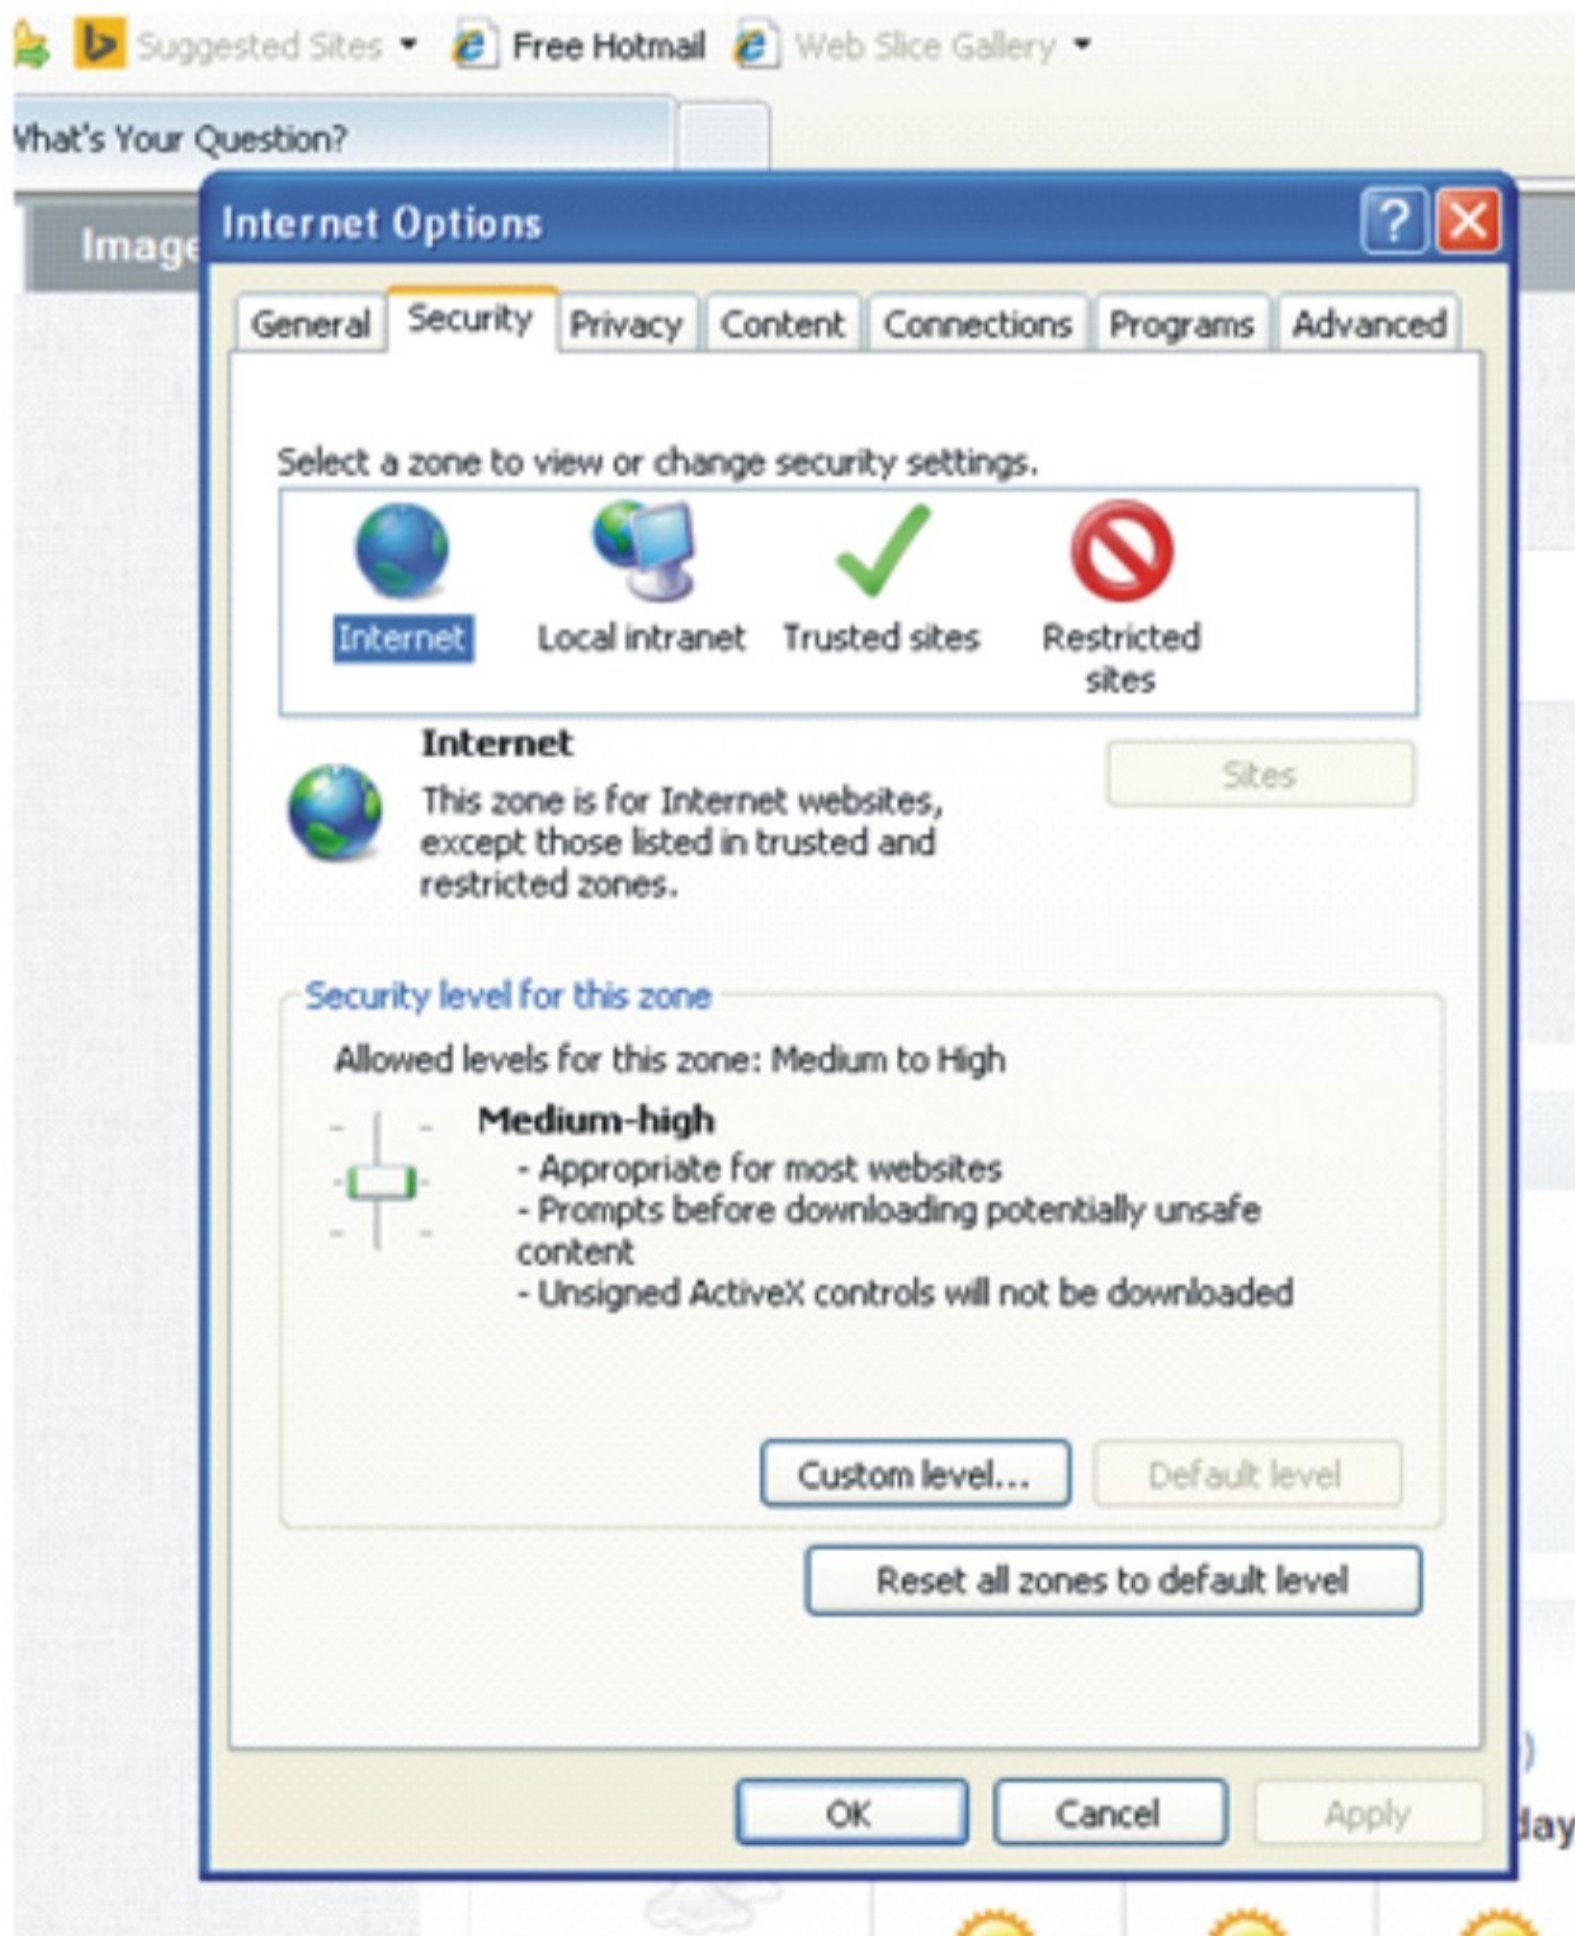 Suggested Sites Free Hotmail Web Slice Gallery
What's Your Question?
Image
Internet Options
General Security Privacy Content Connections Programs Advanced
Select a zone to view or change security settings.
Internet Local intranet Trusted sites Restricted
sites
Internet
Sites
This zone is for Internet websites,
except those listed in trusted and
restricted zones.
Security level for this zone
Allowed levels for this zone: Medium to High
Medium-high
- Appropriate for most websites
- Prompts before downloading potentially unsafe
content
- Unsigned ActiveX controls will not be downloaded
Custom level... Default level
Reset all zones to default level
)
OK Cancel Apply
day